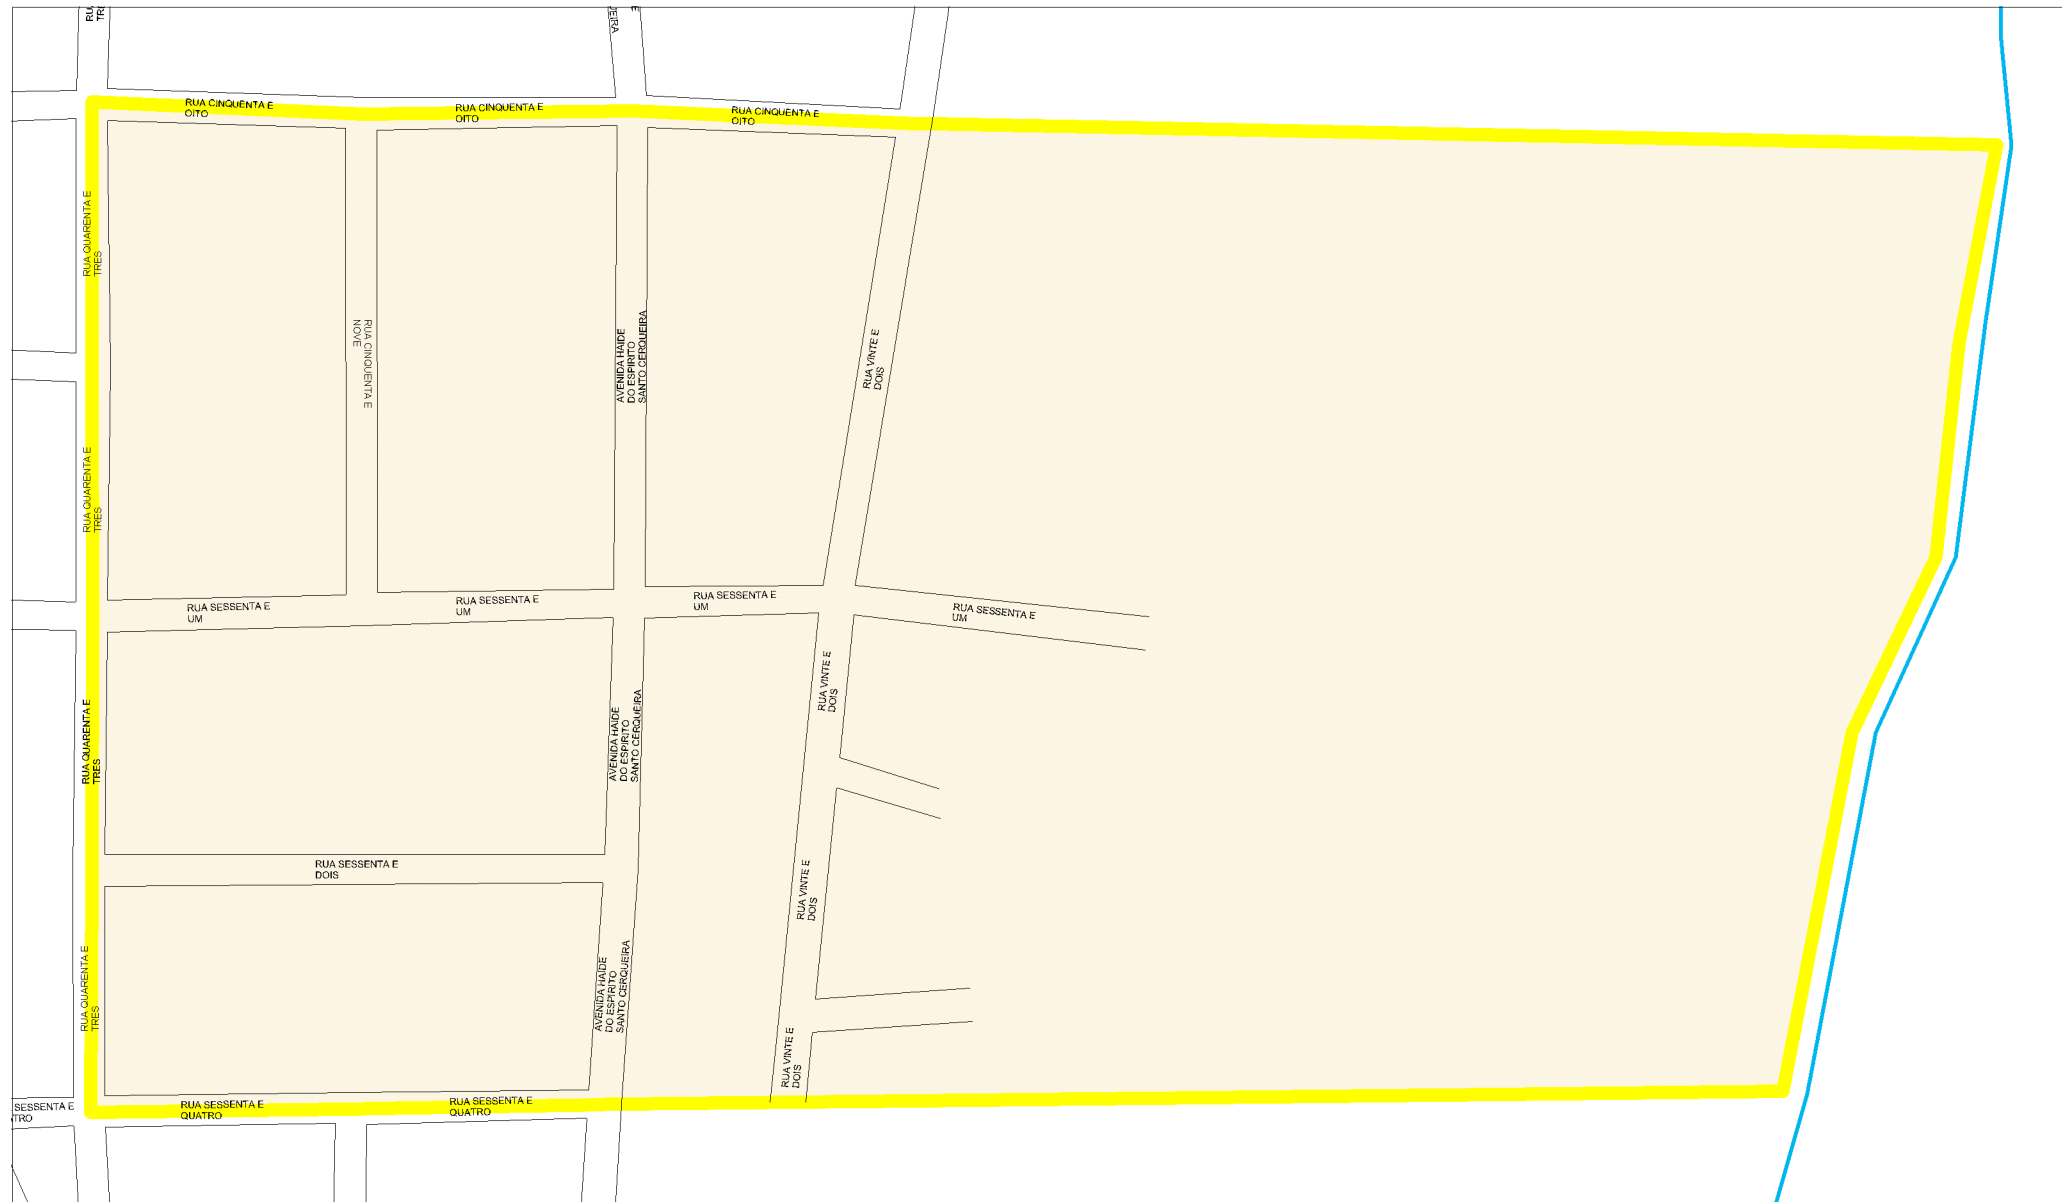 RUA CINQUENTA E
OITO
RUA CINQUENTA E
OITO
RUA CINQUENTA E
OITO
RUA QUARENTA E
TRES
RUA CINQUENTA E
NOVE
AVENIDA HAIDE
DO ESPIRITO
SANTO CERQUEIRA
RUA VINTE E
DOIS
RUA QUARENTA E
TRES
RUA SESSENTA E
UM
RUA SESSENTA E
UM
RUA SESSENTA E
UM
RUA SESSENTA E
UM
RUA VINTE E
DOIS
RUA QUARENTA E
TRES
AVENIDA HAIDE
DO ESPIRITO
SANTO CERQUEIRA
RUA SESSENTA E
DOIS
RUA VINTE E
DOIS
RUA QUARENTA E
TRES
AVENIDA HAIDE
DO ESPIRITO
SANTO CERQUEIRA
RUA VINTE E
DOIS
SESSENTA E
TRO
RUA SESSENTA E
QUATRO
RUA SESSENTA E
QUATRO